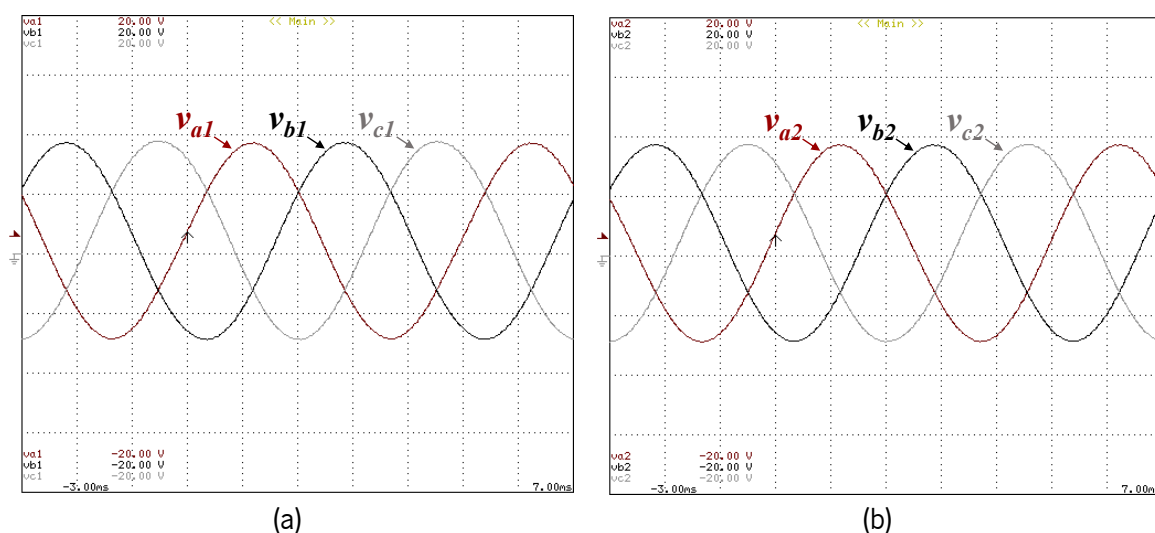 va1 20.00 V << Main >>
vb1 20.00 V
vc1 20.00 V
va1 vb1 vc1
va1 -20.00 V
vb1 -20.00 V
vc1 -20.00 V
-3.00ms 7.00ms
(a)
va2 20.00 V << Main >>
vb2 20.00 V
vc2 20.00 V
va2 vb2 vc2
va2 -20.00 V
vb2 -20.00 V
vc2 -20.00 V
-3.00ms 7.00ms
(b)